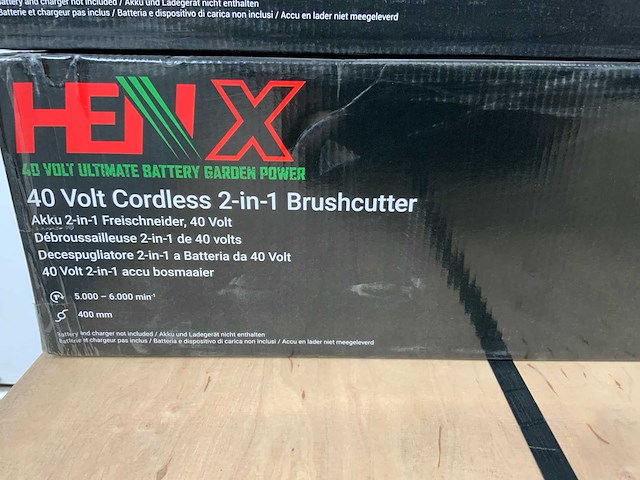 Battery and charger not included / Akku und Ladegerät nicht enthalten
Batterie et chargeur pas inclus / Batteria e dispositivo di carica non inclusi / Accu en lader niet meegeleverd
HENX
40 VOLT ULTIMATE BATTERY GARDEN POWER
40 Volt Cordless 2-in-1 Brushcutter
Akku 2-in-1 Freischneider, 40 Volt
Débroussailleuse 2-in-1 de 40 volts
Decespugliatore 2-in-1 a Batteria da 40 Volt
40 Volt 2-in-1 accu bosmaaier
5.000 – 6.000 min⁻¹
400 mm
Battery and charger not included / Akku und Ladegerät nicht enthalten
Batterie et chargeur pas inclus / Batteria e dispositivo di carica non inclusi / Accu en lader niet meegeleverd